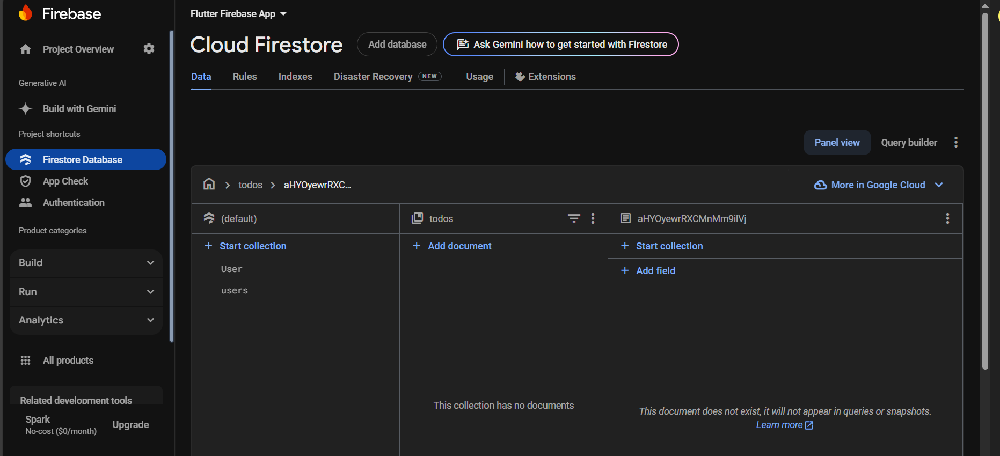 Firebase
Project Overview
Generative AI
Build with Gemini
Project shortcuts
Firestore Database
App Check
Authentication
Product categories
Build
Run
Analytics
All products
Related development tools
Spark
No-cost ($0/month)
Upgrade
Flutter Firebase App
Cloud Firestore
Add database
Ask Gemini how to get started with Firestore
Data Rules Indexes Disaster Recovery NEW Usage Extensions
Panel view Query builder
todos aHYOyewrRXC...
More in Google Cloud
(default)
Start collection
User
users
todos
Add document
This collection has no documents
aHYOyewrRXCMnMm9ilVj
Start collection
Add field
This document does not exist, it will not appear in queries or snapshots.
Learn more